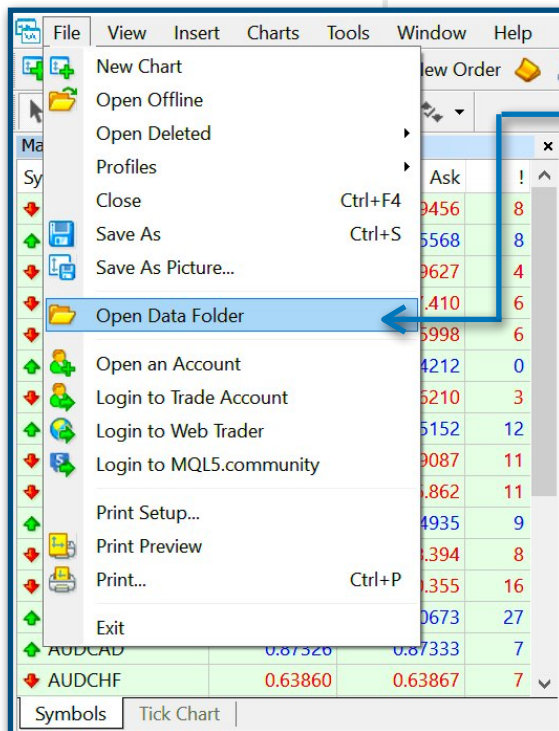 File View Insert Charts Tools Window Help
New Chart
Order
Open Offline
Open Deleted
Profiles
Ask !
Close Ctrl+F4
9456 8
Save As Ctrl+S
5568 8
Save As Picture...
9627 4
Open Data Folder
.410 6
5998 6
Open an Account
4212 0
Login to Trade Account
6210 3
Login to Web Trader
5152 12
Login to MQL5.community
9087 11
.862 11
Print Setup...
4935 9
Print Preview
.394 8
Print... Ctrl+P
.355 16
Exit
0673 27
AUDCAD 0.87326 0.87333 7
AUDCHF 0.63860 0.63867 7
Symbols Tick Chart